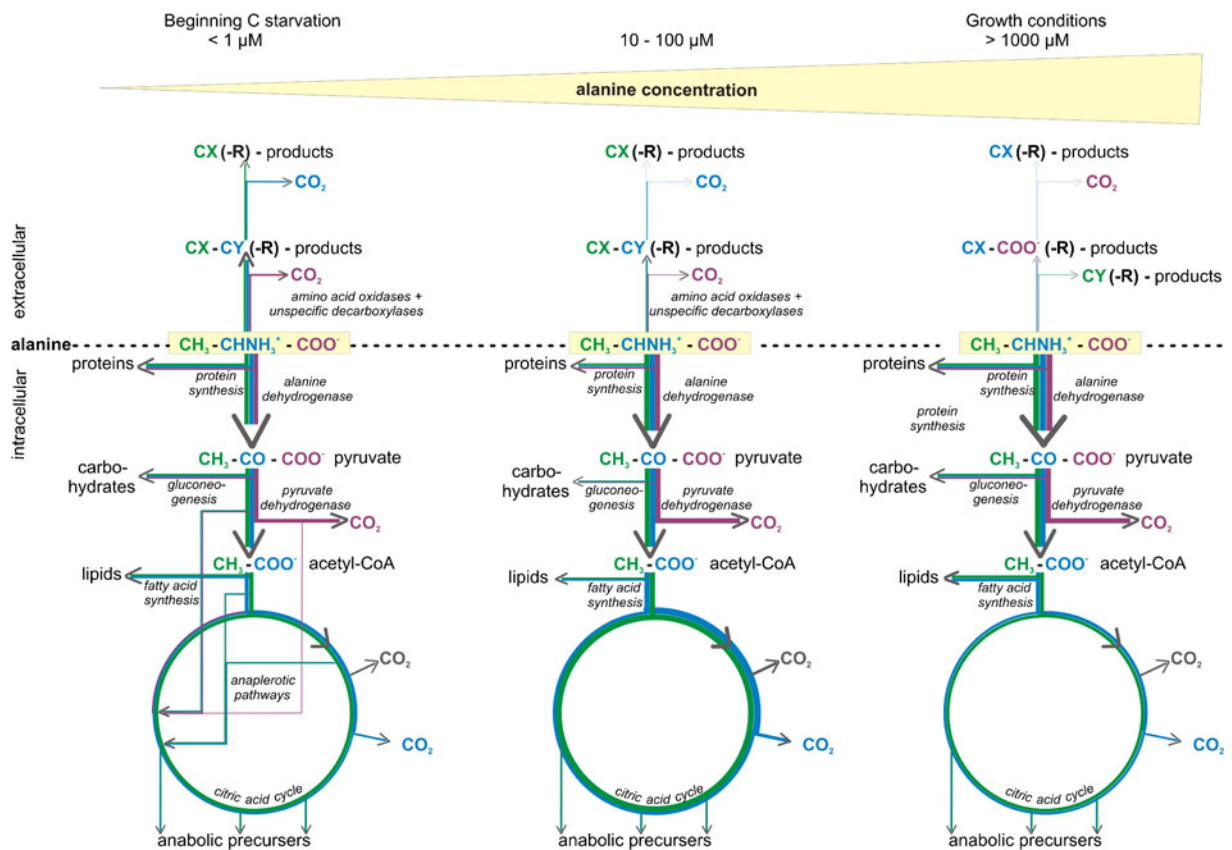 Beginning C starvation
< 1 µM
10 - 100 µM
Growth conditions
> 1000 µM
alanine concentration
CX (-R) - products
CO₂
CX - CY (-R) - products
CO₂
amino acid oxidases +
unspecific decarboxylases
CX (-R) - products
CO₂
CX - CY (-R) - products
CO₂
amino acid oxidases +
unspecific decarboxylases
CX (-R) - products
CO₂
CX - COO⁻ (-R) - products
CY (-R) - products
extracellular
alanine
intracellular
CH₃ - CHNH₃⁺ - COO⁻
proteins
protein
synthesis
alanine
dehydrogenase
CH₃ - CO - COO⁻ pyruvate
carbo-
hydrates
gluconeo-
genesis
pyruvate
dehydrogenase
CO₂
CH₃ - COO⁻ acetyl-CoA
lipids
fatty acid
synthesis
anaplerotic
pathways
CO₂
CO₂
citric acid cycle
anabolic precursers
CH₃ - CHNH₃⁺ - COO⁻
proteins
protein
synthesis
alanine
dehydrogenase
CH₃ - CO - COO⁻ pyruvate
carbo-
hydrates
gluconeo-
genesis
pyruvate
dehydrogenase
CO₂
CH₃ - COO⁻ acetyl-CoA
lipids
fatty acid
synthesis
CO₂
CO₂
citric acid cycle
anabolic precursers
CH₃ - CHNH₃⁺ - COO⁻
proteins
protein
synthesis
alanine
dehydrogenase
protein
synthesis
CH₃ - CO - COO⁻ pyruvate
carbo-
hydrates
gluconeo-
genesis
pyruvate
dehydrogenase
CO₂
CH₃ - COO⁻ acetyl-CoA
lipids
fatty acid
synthesis
CO₂
CO₂
citric acid cycle
anabolic precursers